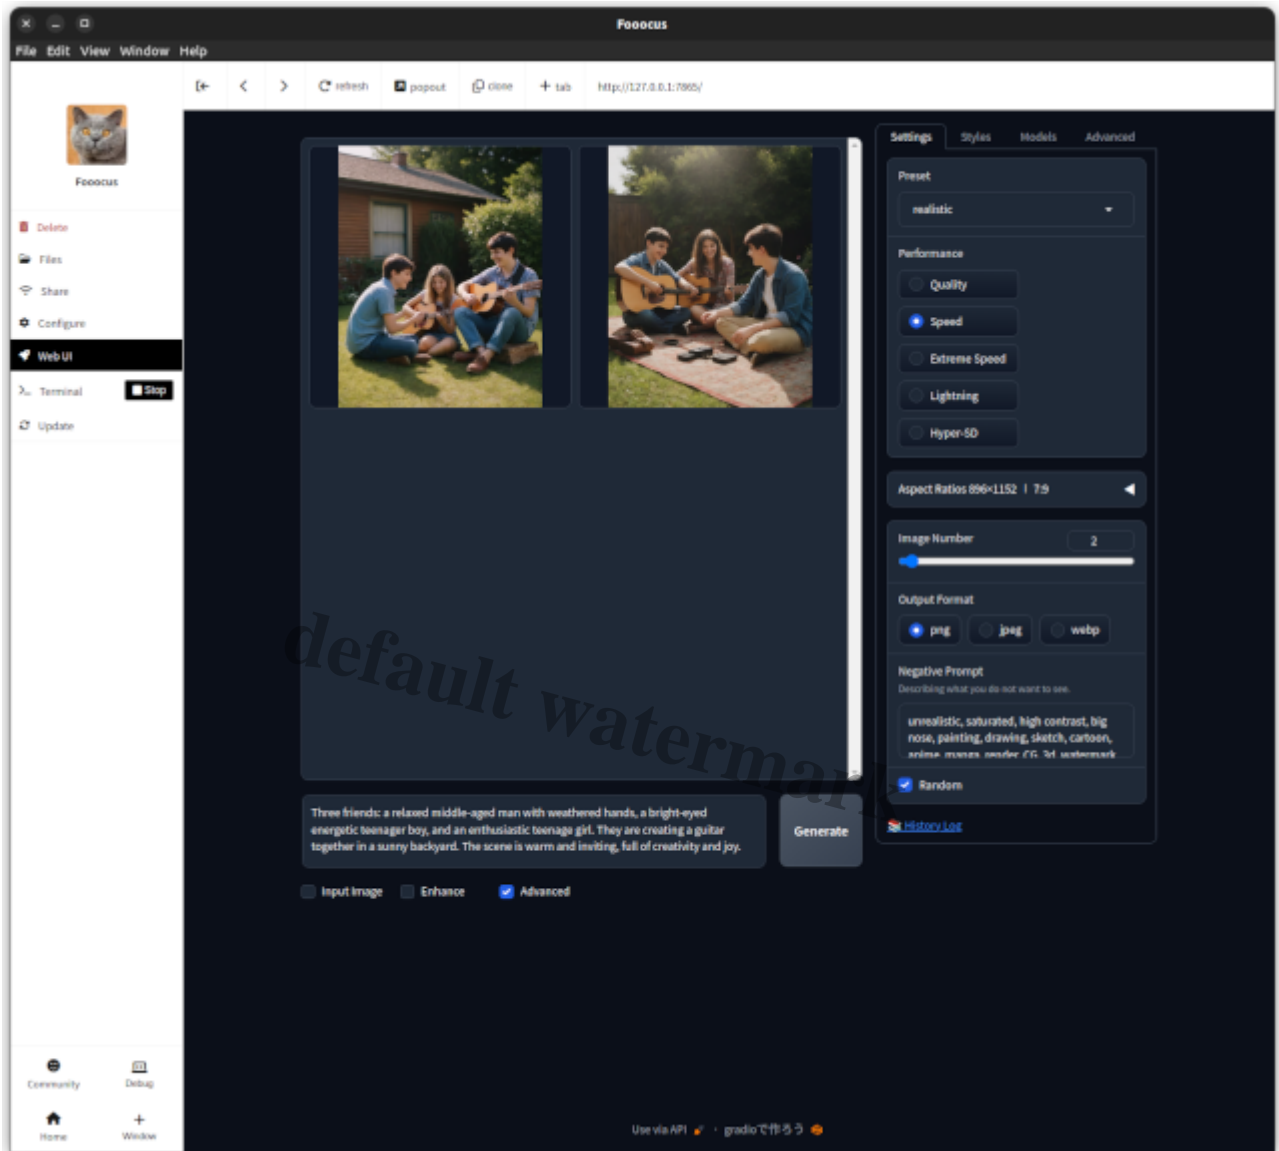 Fooocus
File Edit View Window Help
refresh popout clone tab http://127.0.0.1:7865/
Fooocus
Delete
Files
Share
Configure
Web UI
Terminal Stop
Update
Community Debug
Home Window
Three friends: a relaxed middle-aged man with weathered hands, a bright-eyed
energetic teenager boy, and an enthusiastic teenage girl. They are creating a guitar
together in a sunny backyard. The scene is warm and inviting, full of creativity and joy.
Generate
Input Image Enhance Advanced
Settings Styles Models Advanced
Preset
realistic
Performance
Quality
Speed
Extreme Speed
Lightning
Hyper-SD
Aspect Ratios 896×1152 | 7:9
Image Number 2
Output Format
png jpeg webp
Negative Prompt
Describing what you do not want to see.
unrealistic, saturated, high contrast, big
nose, painting, drawing, sketch, cartoon,
anime, manga, render, CG, 3d, watermark
Random
History Log
Use via API · gradioで作ろう
default watermark